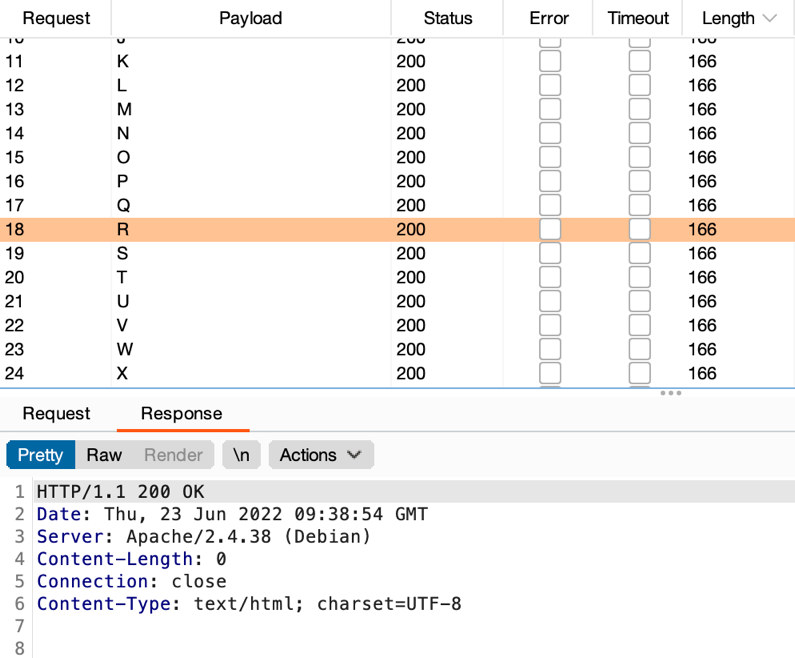 Request Payload Status Error Timeout Length
10 J 200 166
11 K 200 166
12 L 200 166
13 M 200 166
14 N 200 166
15 O 200 166
16 P 200 166
17 Q 200 166
18 R 200 166
19 S 200 166
20 T 200 166
21 U 200 166
22 V 200 166
23 W 200 166
24 X 200 166
Request Response
Pretty Raw Render \n Actions
1 HTTP/1.1 200 OK
2 Date: Thu, 23 Jun 2022 09:38:54 GMT
3 Server: Apache/2.4.38 (Debian)
4 Content-Length: 0
5 Connection: close
6 Content-Type: text/html; charset=UTF-8
7
8